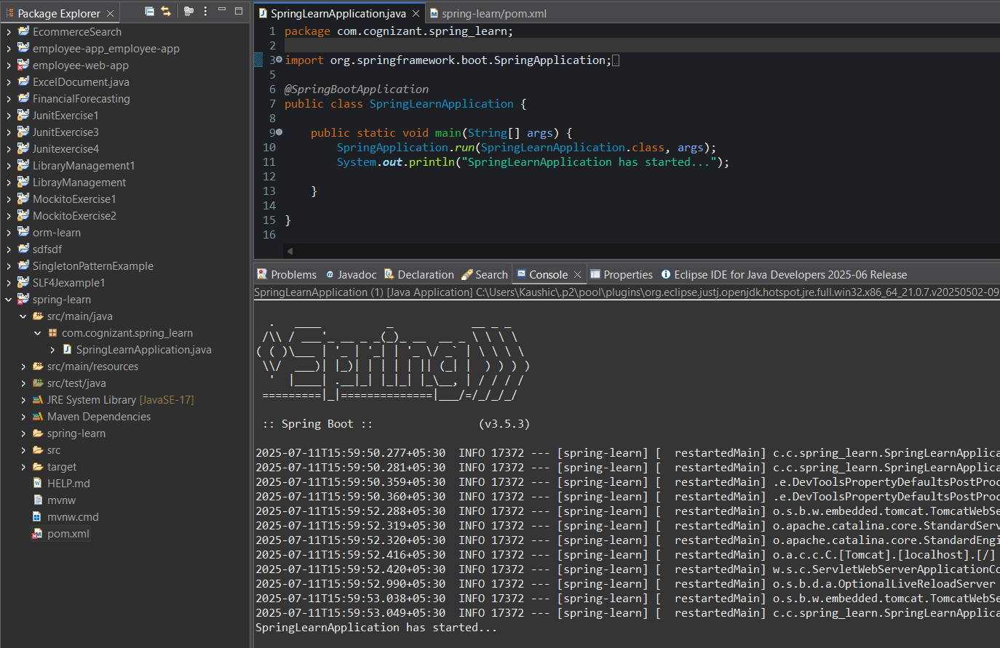 Package Explorer
EcommerceSearch
employee-app_employee-app
employee-web-app
ExcelDocument.java
FinancialForecasting
JunitExercise1
JunitExercise3
Junitexercise4
LibraryManagement1
LibrayManagement
MockitoExercise1
MockitoExercise2
orm-learn
sdfsdf
SingletonPatternExample
SLF4Jexample1
spring-learn
src/main/java
com.cognizant.spring_learn
SpringLearnApplication.java
src/main/resources
src/test/java
JRE System Library [JavaSE-17]
Maven Dependencies
spring-learn
src
target
HELP.md
mvnw
mvnw.cmd
pom.xml
SpringLearnApplication.java spring-learn/pom.xml
1 package com.cognizant.spring_learn;
2
3 import org.springframework.boot.SpringApplication;
5
6 @SpringBootApplication
7 public class SpringLearnApplication {
8
9 public static void main(String[] args) {
10 SpringApplication.run(SpringLearnApplication.class, args);
11 System.out.println("SpringLearnApplication has started...");
12
13 }
14
15 }
16
Problems Javadoc Declaration Search Console Properties Eclipse IDE for Java Developers 2025-06 Release
SpringLearnApplication (1) [Java Application] C:\Users\Kaushic\.p2\pool\plugins\org.eclipse.justj.openjdk.hotspot.jre.full.win32.x86_64_21.0.7.v20250502-09
  .   ____          _            __ _ _
 /\\ / ___'_ __ _ _(_)_ __  __ _ \ \ \ \
( ( )\___ | '_ | '_| | '_ \/ _` | \ \ \ \
 \\/  ___)| |_)| | | | | || (_| |  ) ) ) )
  '  |____| .__|_| |_|_| |_\__, | / / / /
 =========|_|==============|___/=/_/_/_/
:: Spring Boot :: (v3.5.3)
2025-07-11T15:59:50.277+05:30 INFO 17372 --- [spring-learn] [ restartedMain] c.c.spring_learn.SpringLearnApplica
2025-07-11T15:59:50.281+05:30 INFO 17372 --- [spring-learn] [ restartedMain] c.c.spring_learn.SpringLearnApplica
2025-07-11T15:59:50.359+05:30 INFO 17372 --- [spring-learn] [ restartedMain] .e.DevToolsPropertyDefaultsPostProc
2025-07-11T15:59:50.360+05:30 INFO 17372 --- [spring-learn] [ restartedMain] .e.DevToolsPropertyDefaultsPostProc
2025-07-11T15:59:52.288+05:30 INFO 17372 --- [spring-learn] [ restartedMain] o.s.b.w.embedded.tomcat.TomcatWebSe
2025-07-11T15:59:52.319+05:30 INFO 17372 --- [spring-learn] [ restartedMain] o.apache.catalina.core.StandardServ
2025-07-11T15:59:52.320+05:30 INFO 17372 --- [spring-learn] [ restartedMain] o.apache.catalina.core.StandardEngi
2025-07-11T15:59:52.416+05:30 INFO 17372 --- [spring-learn] [ restartedMain] o.a.c.c.C.[Tomcat].[localhost].[/]
2025-07-11T15:59:52.420+05:30 INFO 17372 --- [spring-learn] [ restartedMain] w.s.c.ServletWebServerApplicationCo
2025-07-11T15:59:52.990+05:30 INFO 17372 --- [spring-learn] [ restartedMain] o.s.b.d.a.OptionalLiveReloadServer
2025-07-11T15:59:53.038+05:30 INFO 17372 --- [spring-learn] [ restartedMain] o.s.b.w.embedded.tomcat.TomcatWebSe
2025-07-11T15:59:53.049+05:30 INFO 17372 --- [spring-learn] [ restartedMain] c.c.spring_learn.SpringLearnApplica
SpringLearnApplication has started...